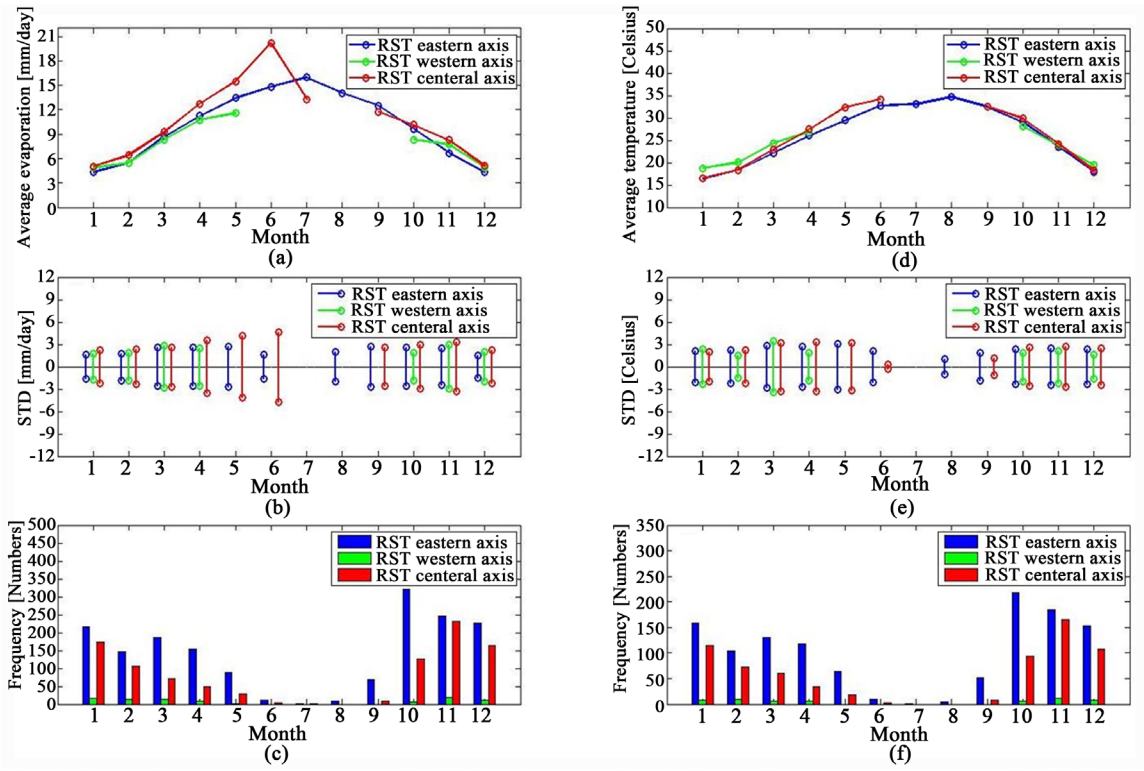 Average evaporation [mm/day]
21
18
15
12
9
6
3
0
RST eastern axis
RST western axis
RST centeral axis
1 2 3 4 5 6 7 8 9 10 11 12
Month
(a)
Average temperature [Celsius]
50
45
40
35
30
25
20
15
10
RST eastern axis
RST western axis
RST centeral axis
1 2 3 4 5 6 7 8 9 10 11 12
Month
(d)
STD [mm/day]
12
9
6
3
0
-3
-6
-9
-12
RST eastern axis
RST western axis
RST centeral axis
1 2 3 4 5 6 7 8 9 10 11 12
Month
(b)
STD [Celsius]
12
9
6
3
0
-3
-6
-9
-12
RST eastern axis
RST western axis
RST centeral axis
1 2 3 4 5 6 7 8 9 10 11 12
Month
(e)
Frequency [Numbers]
500
450
400
350
300
250
200
150
100
50
0
RST eastern axis
RST western axis
RST centeral axis
1 2 3 4 5 6 7 8 9 10 11 12
Month
(c)
Frequency [Numbers]
350
300
250
200
150
100
50
0
RST eastern axis
RST western axis
RST centeral axis
1 2 3 4 5 6 7 8 9 10 11 12
Month
(f)